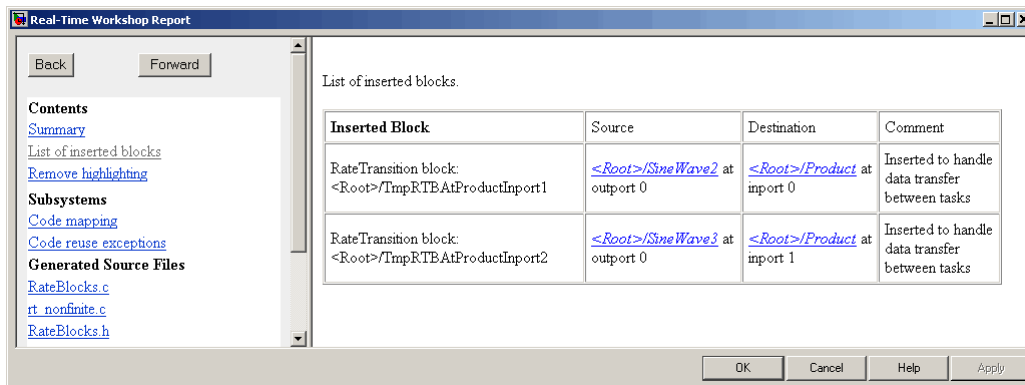 Real-Time Workshop Report
Back
Forward
Contents
Summary
List of inserted blocks
Remove highlighting
Subsystems
Code mapping
Code reuse exceptions
Generated Source Files
RateBlocks.c
rt_nonfinite.c
RateBlocks.h
List of inserted blocks.
Inserted Block Source Destination Comment
RateTransition block:
<Root>/TmpRTBAtProductInport1
<Root>/SineWave2 at
outport 0
<Root>/Product at
inport 0
Inserted to handle
data transfer
between tasks
RateTransition block:
<Root>/TmpRTBAtProductInport2
<Root>/SineWave3 at
outport 0
<Root>/Product at
inport 1
Inserted to handle
data transfer
between tasks
OK
Cancel
Help
Apply